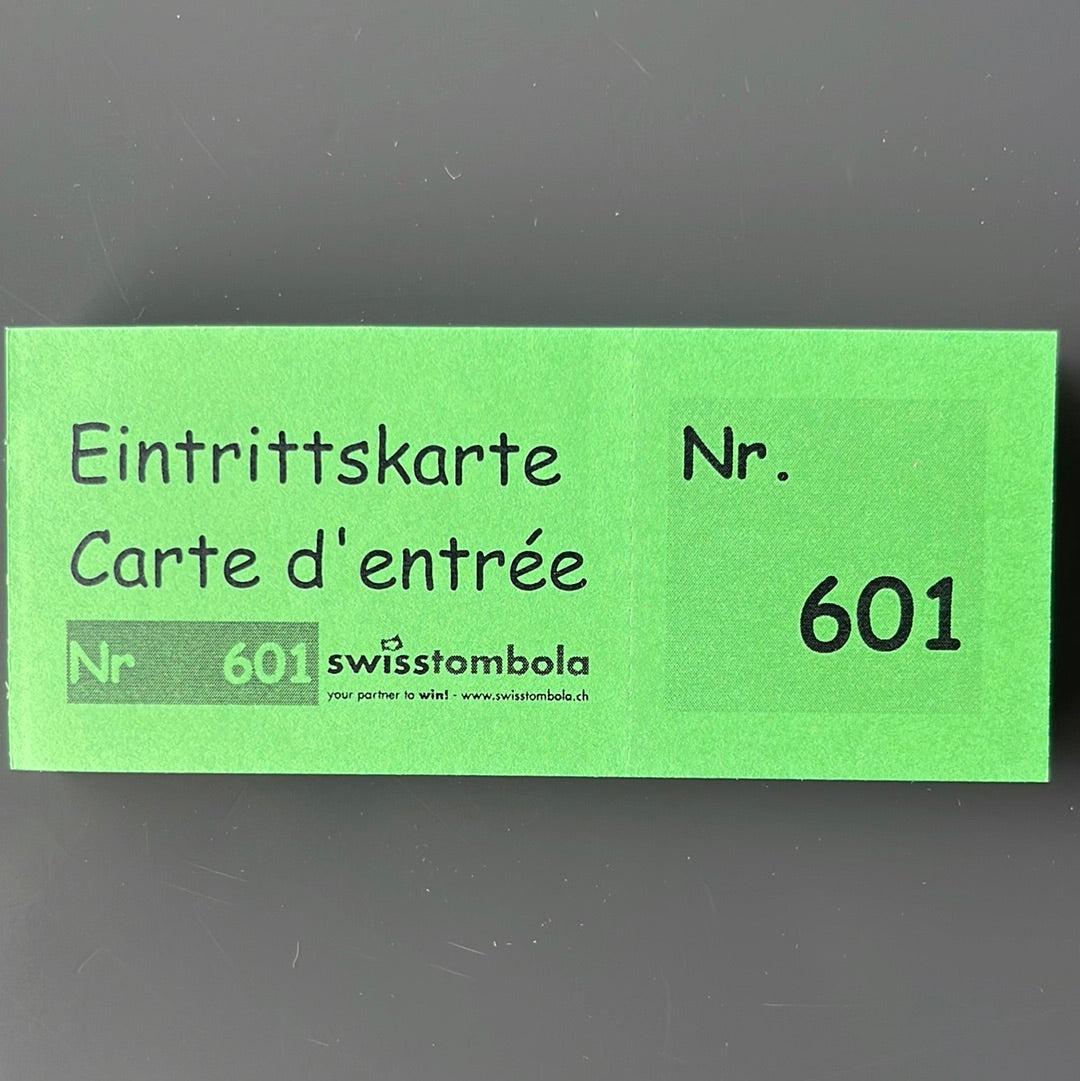 Eintrittskarte
Carte d'entrée
Nr 601
swisstombola
your partner to win! - www.swisstombola.ch
Nr.
601